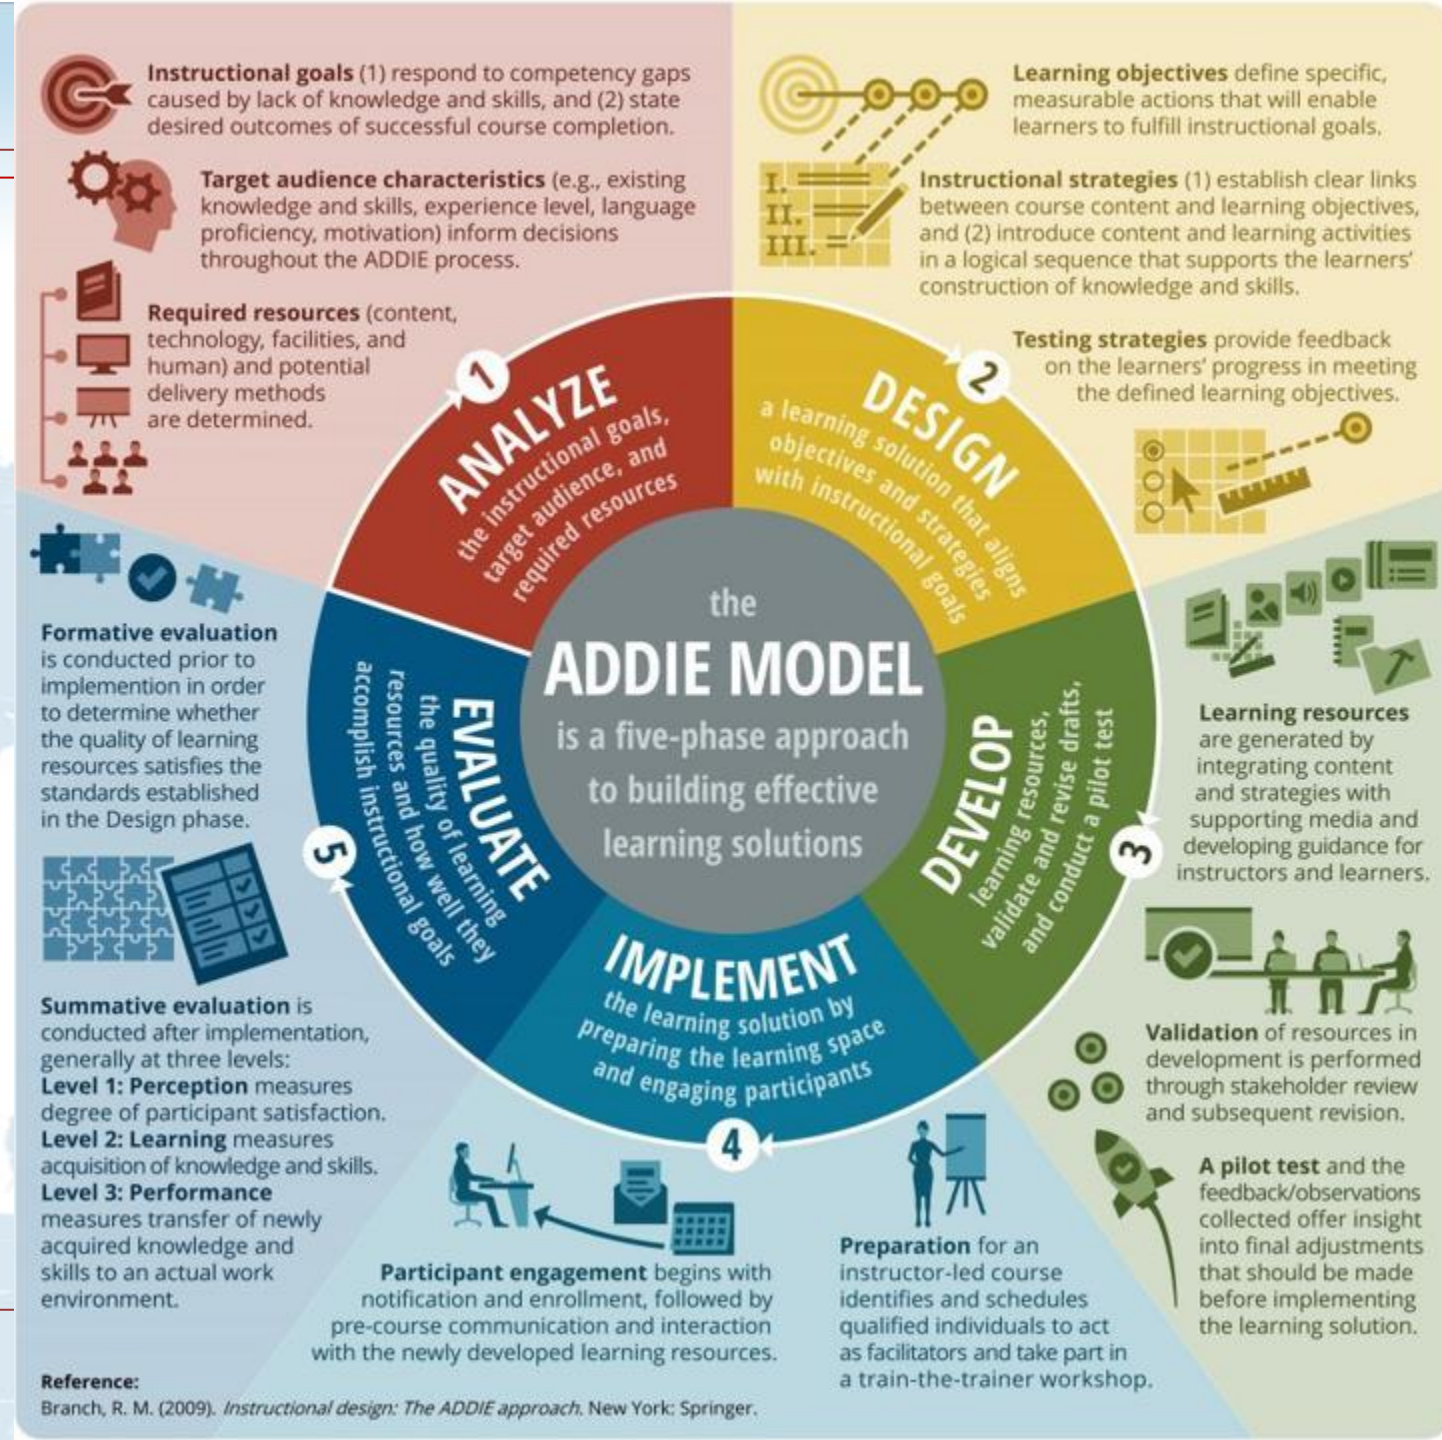 Instructional goals (1) respond to competency gaps
caused by lack of knowledge and skills, and (2) state
desired outcomes of successful course completion.
Target audience characteristics (e.g., existing
knowledge and skills, experience level, language
proficiency, motivation) inform decisions
throughout the ADDIE process.
Required resources (content,
technology, facilities, and
human) and potential
delivery methods
are determined.
Learning objectives define specific,
measurable actions that will enable
learners to fulfill instructional goals.
I.
II.
III.
Instructional strategies (1) establish clear links
between course content and learning objectives,
and (2) introduce content and learning activities
in a logical sequence that supports the learners'
construction of knowledge and skills.
Testing strategies provide feedback
on the learners' progress in meeting
the defined learning objectives.
1
ANALYZE
the instructional goals,
target audience, and
required resources
2
DESIGN
a learning solution that aligns
objectives and strategies
with instructional goals
the
ADDIE MODEL
is a five-phase approach
to building effective
learning solutions
3
DEVELOP
learning resources,
validate and revise drafts,
and conduct a pilot test
4
IMPLEMENT
the learning solution by
preparing the learning space
and engaging participants
5
EVALUATE
the quality of learning
resources and how well they
accomplish instructional goals
Learning resources
are generated by
integrating content
and strategies with
supporting media and
developing guidance for
instructors and learners.
Validation of resources in
development is performed
through stakeholder review
and subsequent revision.
A pilot test and the
feedback/observations
collected offer insight
into final adjustments
that should be made
before implementing
the learning solution.
Preparation for an
instructor-led course
identifies and schedules
qualified individuals to act
as facilitators and take part in
a train-the-trainer workshop.
Participant engagement begins with
notification and enrollment, followed by
pre-course communication and interaction
with the newly developed learning resources.
Formative evaluation
is conducted prior to
implemention in order
to determine whether
the quality of learning
resources satisfies the
standards established
in the Design phase.
Summative evaluation is
conducted after implementation,
generally at three levels:
Level 1: Perception measures
degree of participant satisfaction.
Level 2: Learning measures
acquisition of knowledge and skills.
Level 3: Performance
measures transfer of newly
acquired knowledge and
skills to an actual work
environment.
Reference:
Branch, R. M. (2009). Instructional design: The ADDIE approach. New York: Springer.